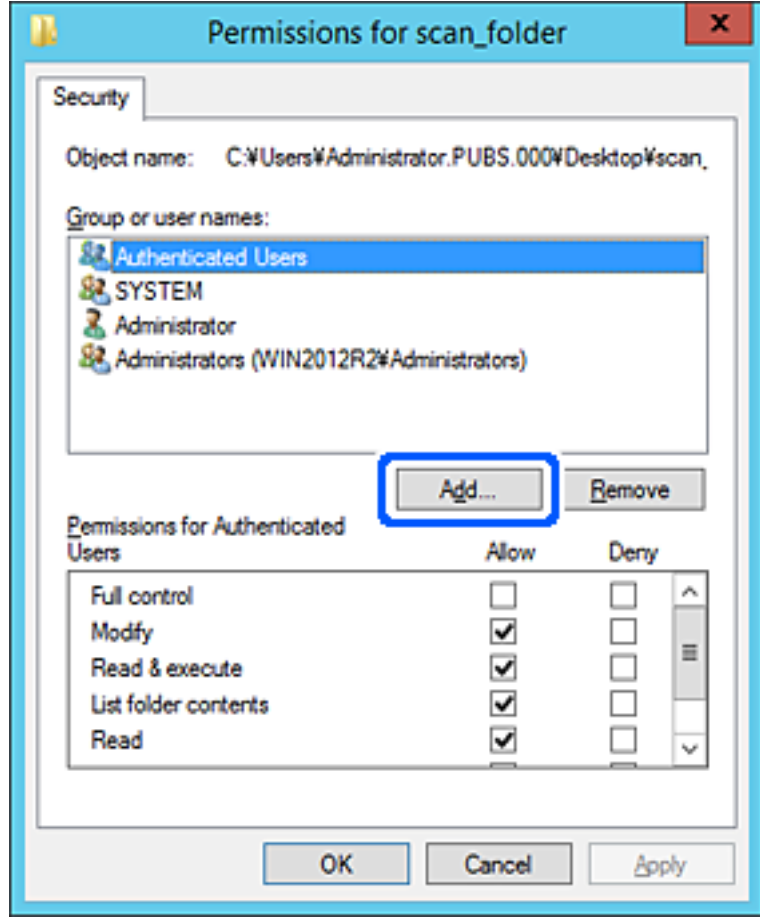 Permissions for scan_folder
Security
Object name: C:¥Users¥Administrator.PUBS.000¥Desktop¥scan_
Group or user names:
Authenticated Users
SYSTEM
Administrator
Administrators (WIN2012R2¥Administrators)
Add... Remove
Permissions for Authenticated
Users Allow Deny
Full control
Modify
Read & execute
List folder contents
Read
OK Cancel Apply